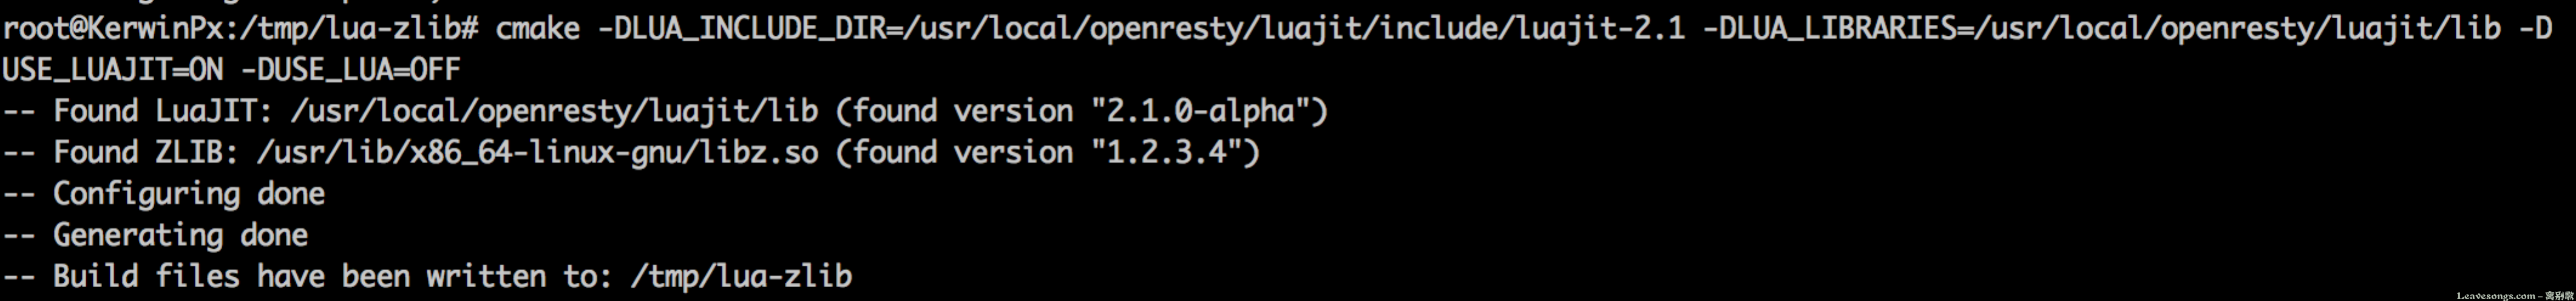 root@KerwinPx:/tmp/lua-zlib# cmake -DLUA_INCLUDE_DIR=/usr/local/openresty/luajit/include/luajit-2.1 -DLUA_LIBRARIES=/usr/local/openresty/luajit/lib -D
USE_LUAJIT=ON -DUSE_LUA=OFF
-- Found LuaJIT: /usr/local/openresty/luajit/lib (found version "2.1.0-alpha")
-- Found ZLIB: /usr/lib/x86_64-linux-gnu/libz.so (found version "1.2.3.4")
-- Configuring done
-- Generating done
-- Build files have been written to: /tmp/lua-zlib
Leavesongs.com - 离别歌